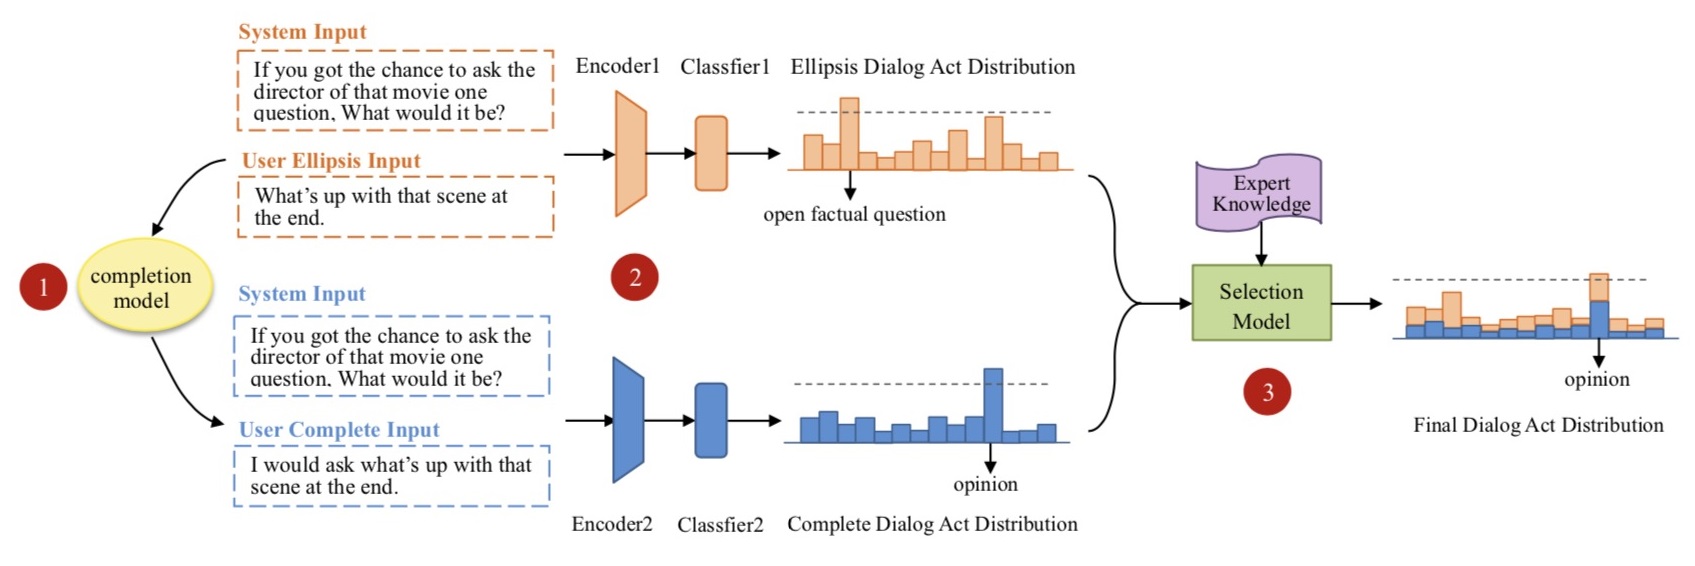 System Input
If you got the chance to ask the
director of that movie one
question, What would it be?
User Ellipsis Input
What's up with that scene at
the end.
1
completion
model
System Input
If you got the chance to ask the
director of that movie one
question, What would it be?
User Complete Input
I would ask what's up with that
scene at the end.
Encoder1
Classfier1
Ellipsis Dialog Act Distribution
open factual question
2
opinion
Encoder2
Classfier2
Complete Dialog Act Distribution
Expert
Knowledge
Selection
Model
3
opinion
Final Dialog Act Distribution